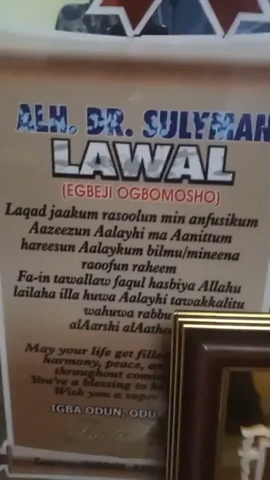 ALH. DR. SULYMAN
LAWAL
(EGBEJI OGBOMOSHO)
Laqad jaakum rasoolun min anfusikum
Aazeezun Aalayhi ma Aanittum
hareesun Aalaykum bilmu/mineena
raoofun raheem
Fa-in tawallaw faqul hasbiya Allahu
lailaha illa huwa Aalayhi tawakkalitu
wahuwa rabbu
alAarshi alAathe
May your life get fille
harmony, peace, an
throughout com
You're a blessing to
Wish you a
IGBA ODUN, ODU